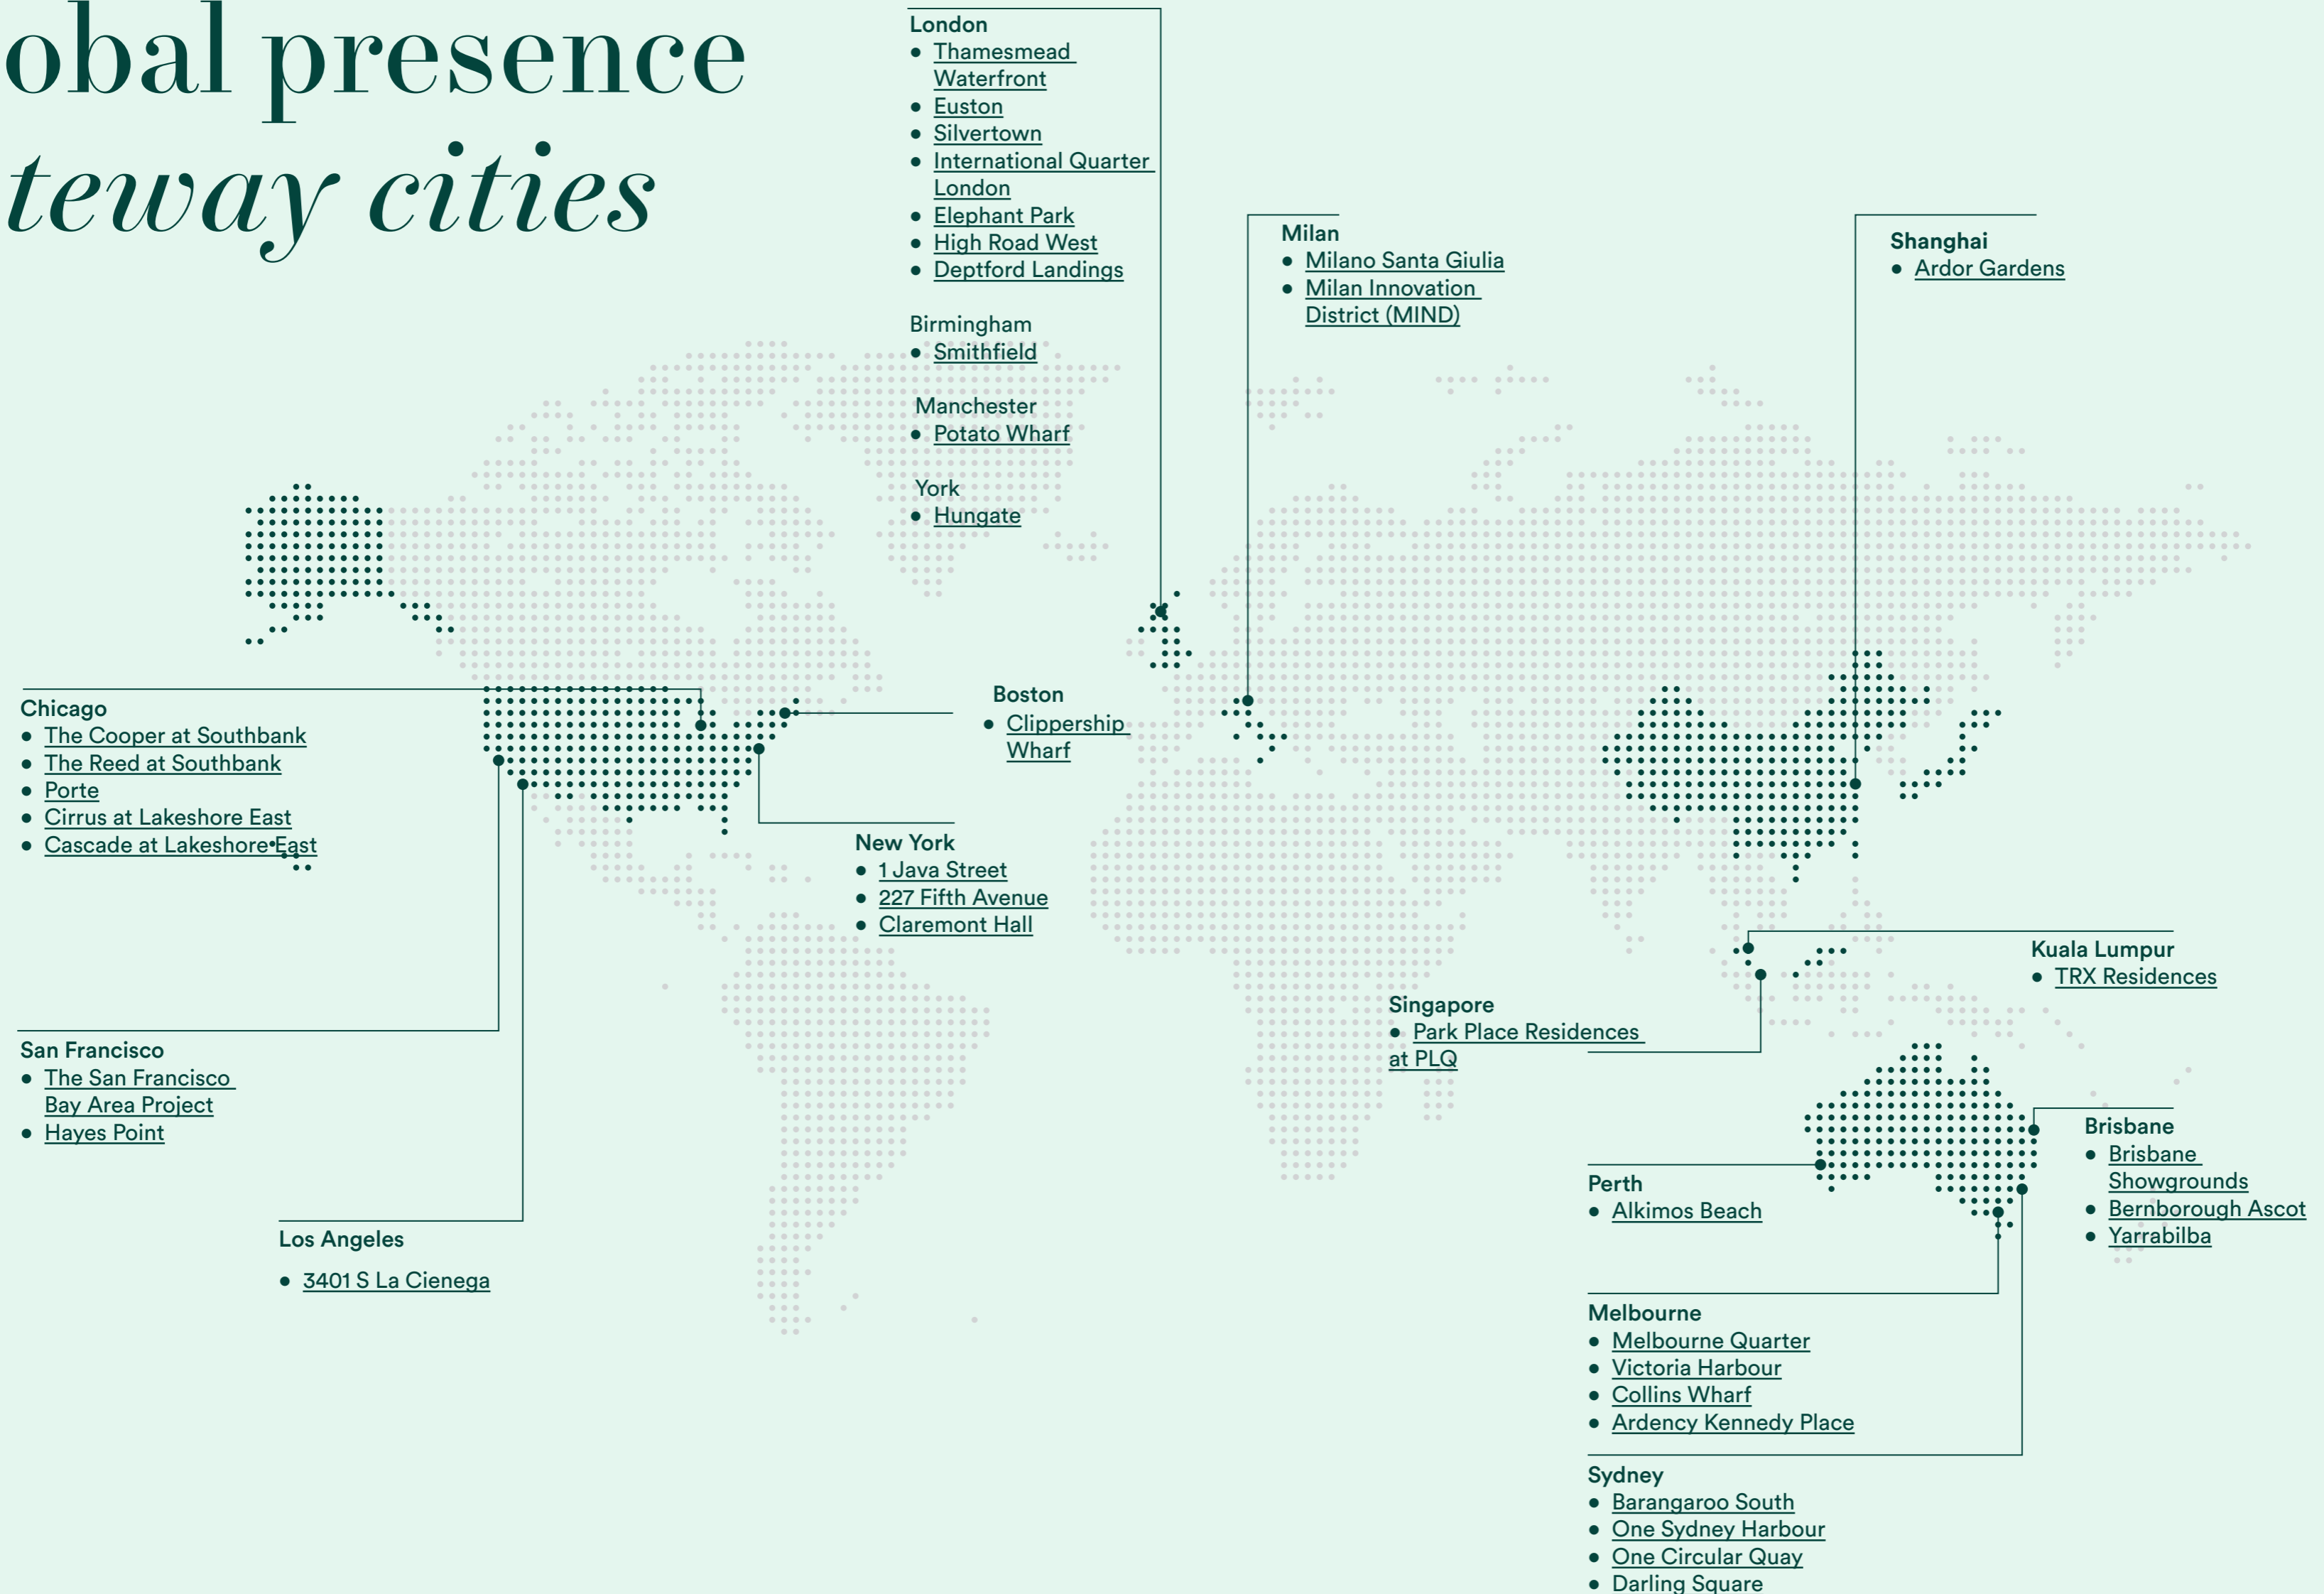 obal presence
teway cities
London
• Thamesmead
Waterfront
• Euston
• Silvertown
• International Quarter
London
• Elephant Park
• High Road West
• Deptford Landings
Birmingham
• Smithfield
Manchester
• Potato Wharf
York
• Hungate
Milan
• Milano Santa Giulia
• Milan Innovation
District (MIND)
Shanghai
• Ardor Gardens
Chicago
• The Cooper at Southbank
• The Reed at Southbank
• Porte
• Cirrus at Lakeshore East
• Cascade at Lakeshore East
Boston
• Clippership
Wharf
New York
• 1 Java Street
• 227 Fifth Avenue
• Claremont Hall
San Francisco
• The San Francisco
Bay Area Project
• Hayes Point
Los Angeles
• 3401 S La Cienega
Kuala Lumpur
• TRX Residences
Singapore
• Park Place Residences
at PLQ
Perth
• Alkimos Beach
Brisbane
• Brisbane
Showgrounds
• Bernborough Ascot
• Yarrabilba
Melbourne
• Melbourne Quarter
• Victoria Harbour
• Collins Wharf
• Ardency Kennedy Place
Sydney
• Barangaroo South
• One Sydney Harbour
• One Circular Quay
• Darling Square